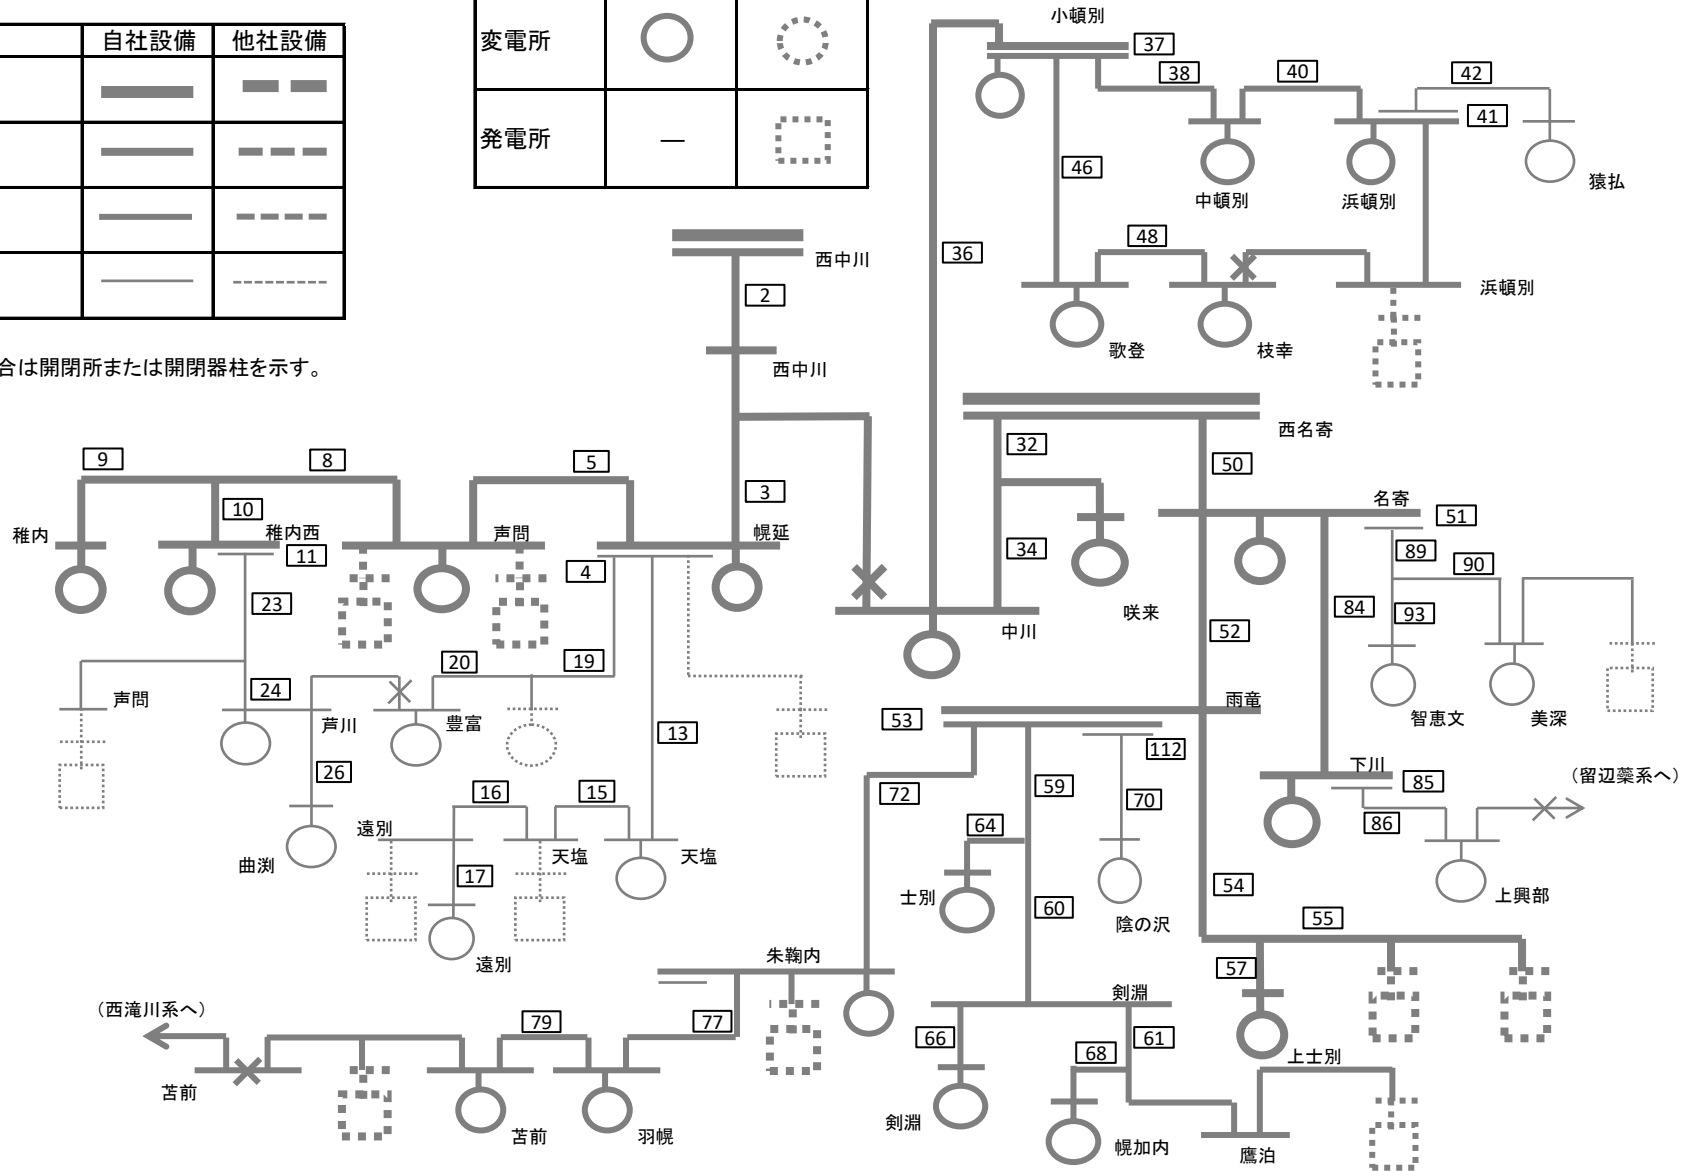 自社設備 他社設備
変電所
発電所 －
合は開閉所または開閉器柱を示す。
小頓別
37
38
40
42
41
46
中頓別
浜頓別
猿払
36
48
浜頓別
歌登
枝幸
西中川
2
西中川
西名寄
32
50
9
8
5
3
10
稚内
稚内西
11
声問
幌延
4
34
咲来
名寄
51
89
90
23
中川
52
84
93
20
19
声問
24
芦川
豊富
13
53
雨竜
智恵文
美深
112
26
16
15
72
59
70
下川
85
(留辺蘂系へ)
86
曲渕
遠別
天塩
天塩
17
64
士別
60
陰の沢
54
上興部
遠別
朱鞠内
55
57
(西滝川系へ)
79
77
剣淵
66
68
61
上士別
苫前
苫前
羽幌
剣淵
幌加内
鷹泊